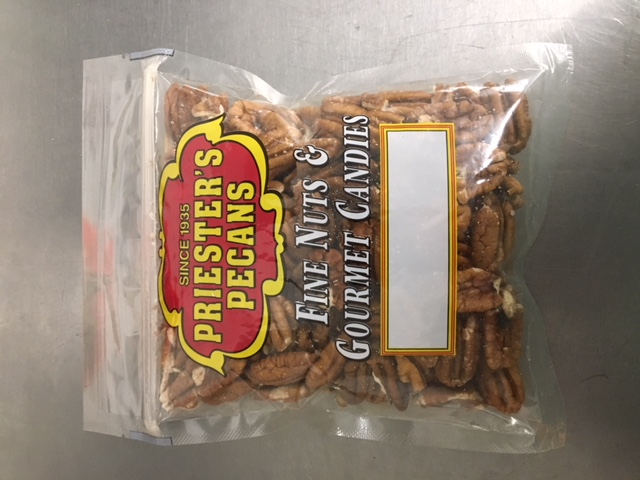 SINCE 1935
PRIESTER'S
PECANS
FINE NUTS &
GOURMET CANDIES